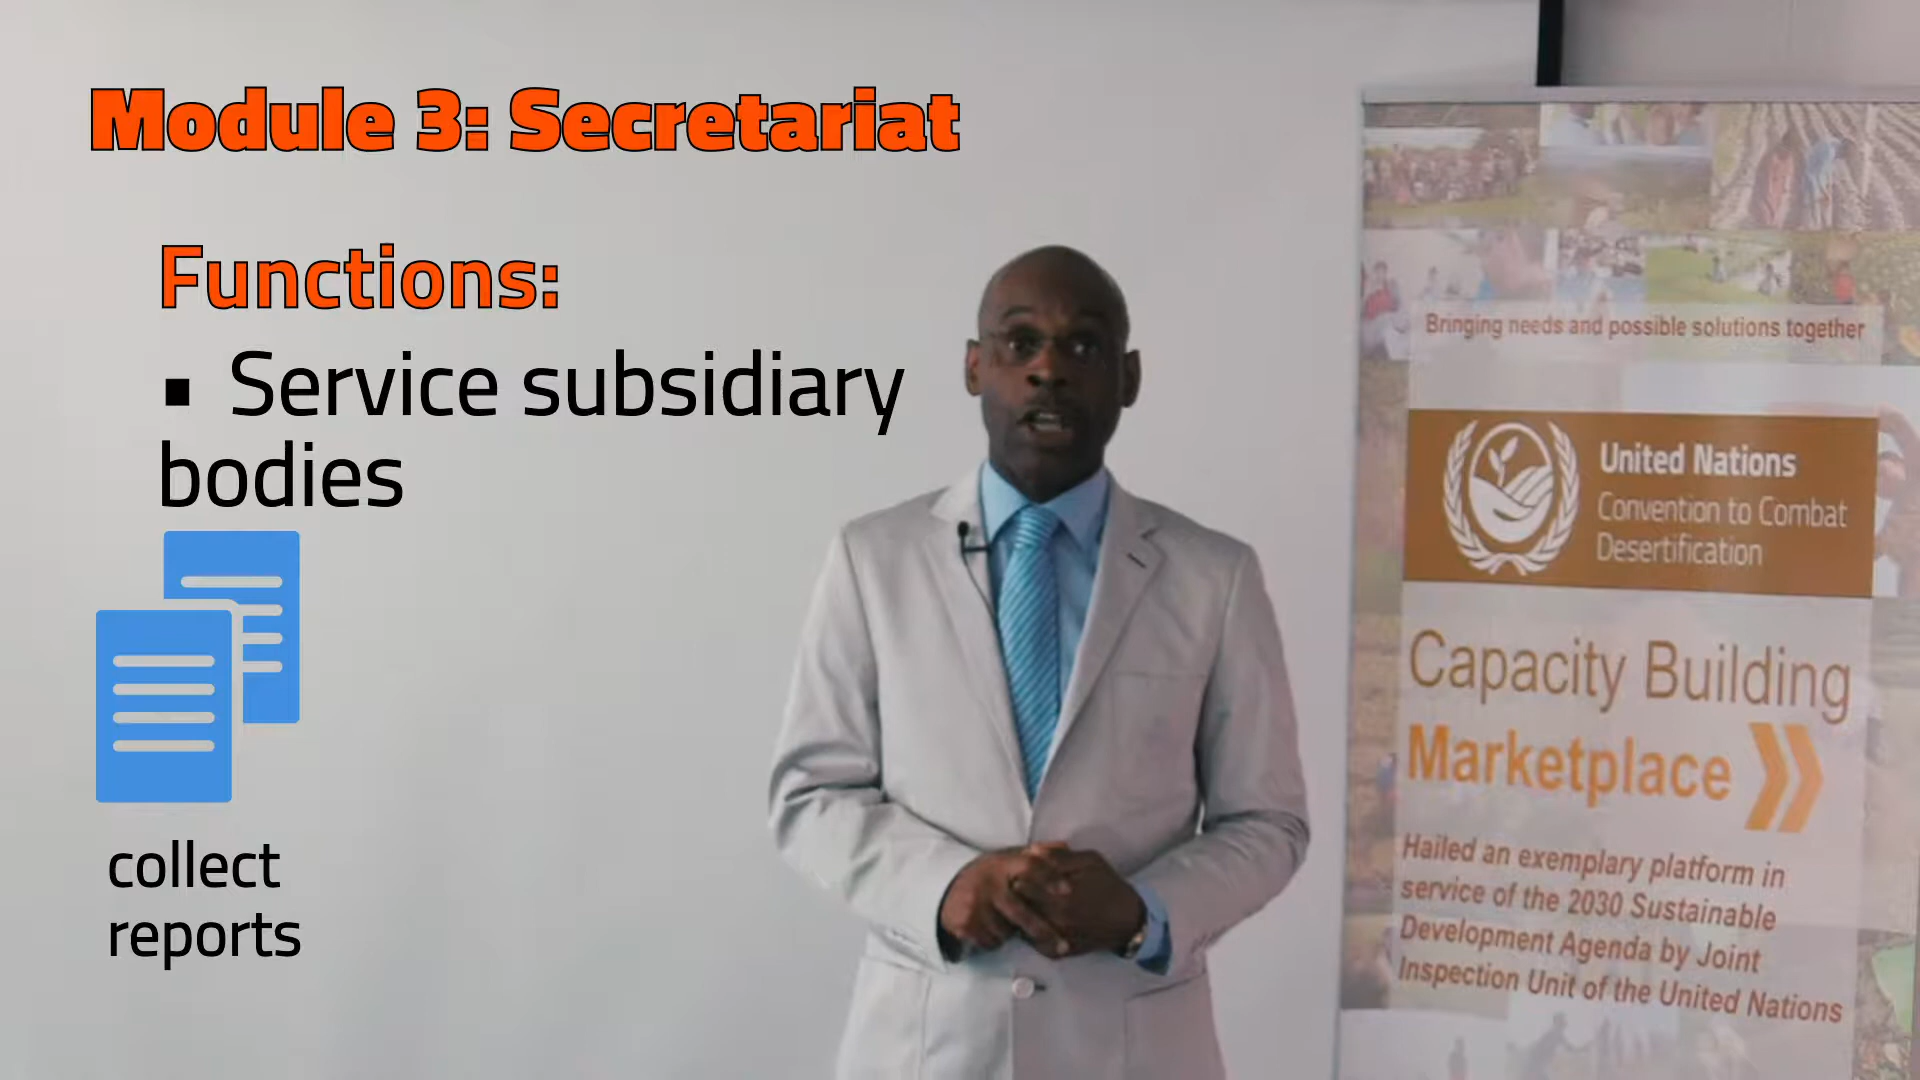 Module 3: Secretariat
Functions:
▪ Service subsidiary
bodies
collect
reports
Bringing needs and possible solutions together
United Nations
Convention to Combat
Desertification
Capacity Building
Marketplace
Hailed an exemplary platform in
service of the 2030 Sustainable
Development Agenda by Joint
Inspection Unit of the United Nations